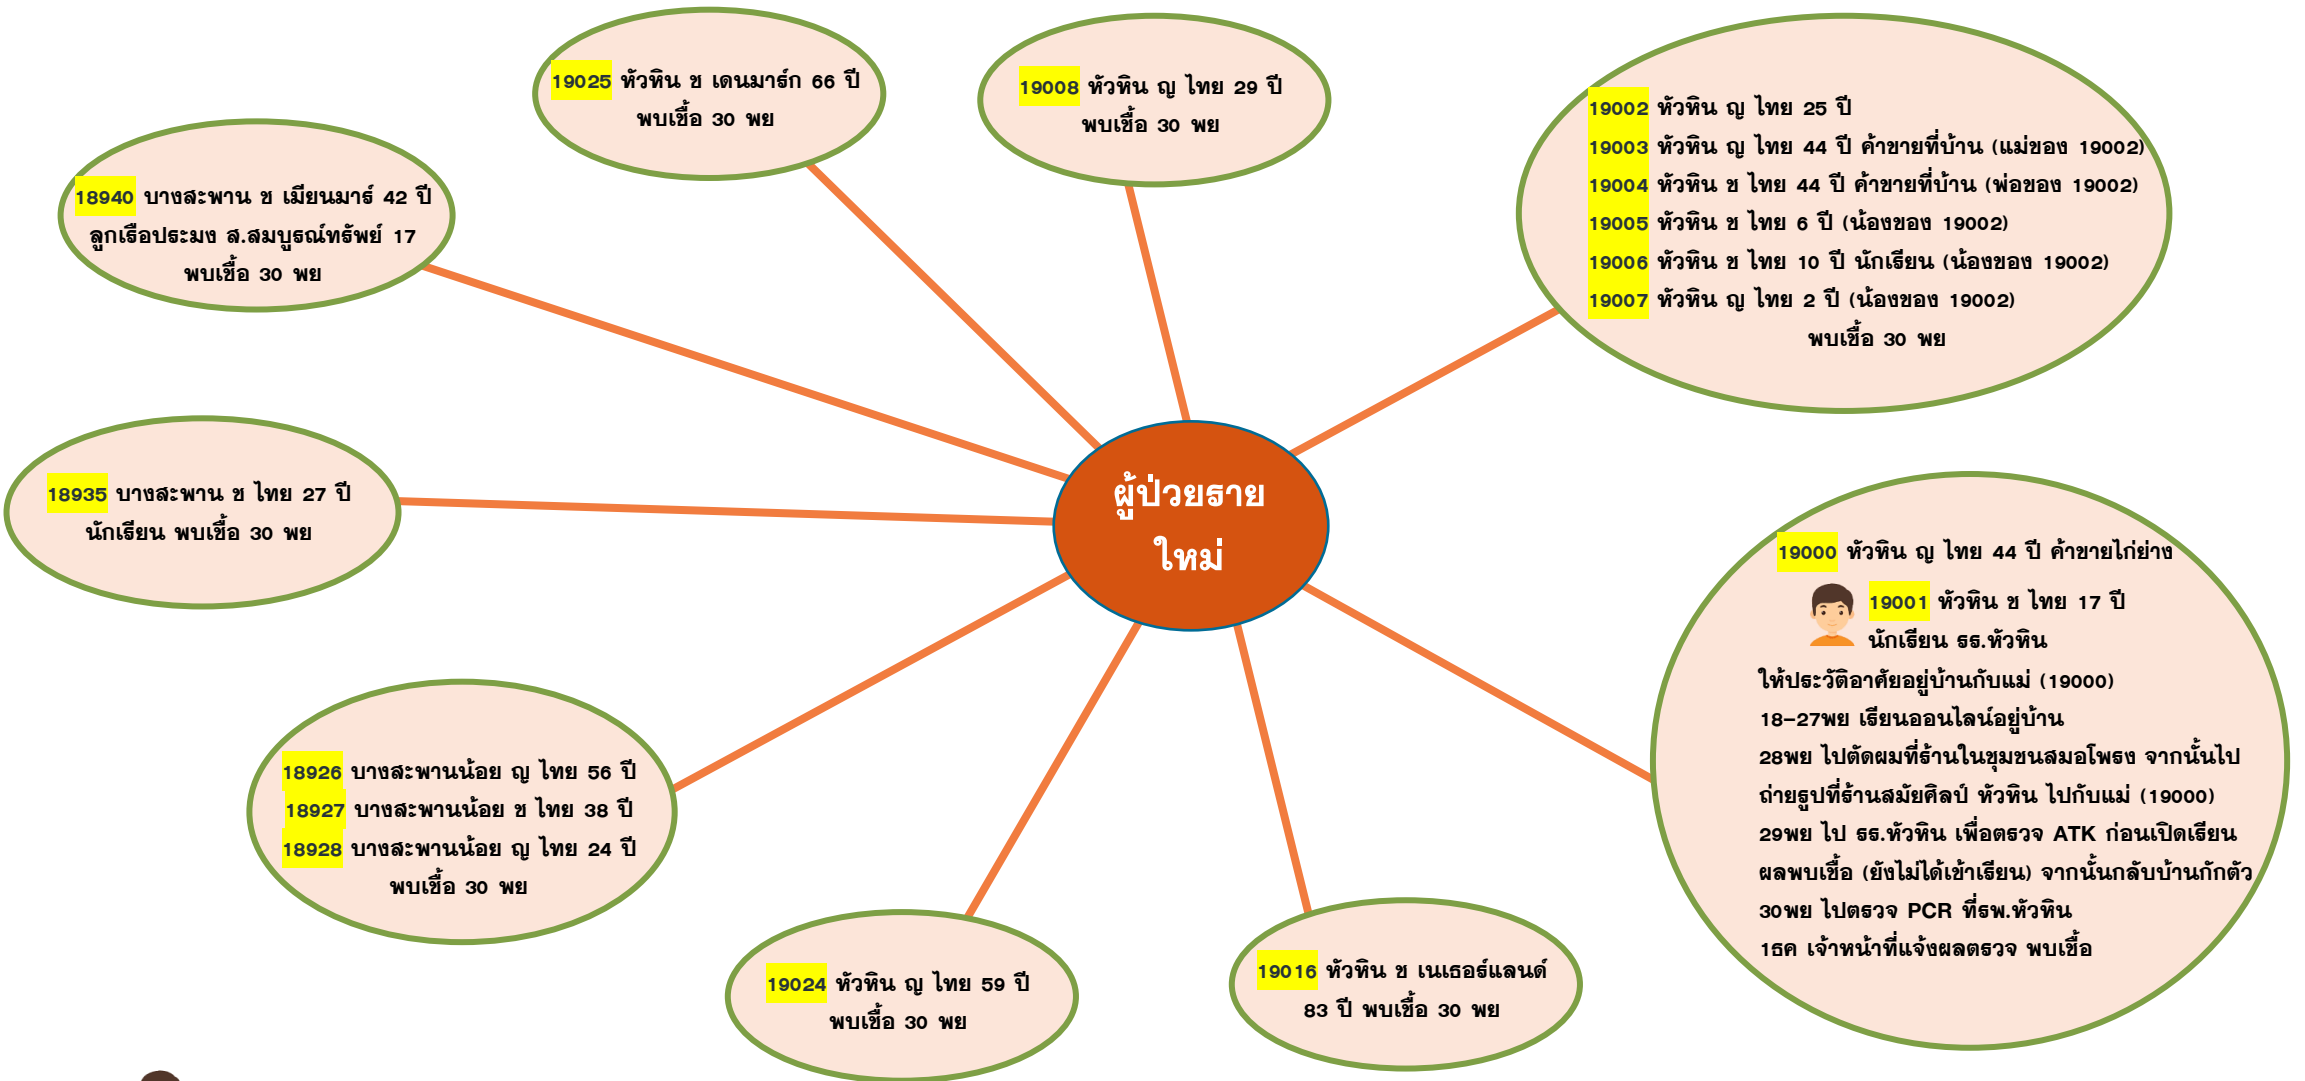 19025 หัวหิน ช เดนมาร์ก 66 ปี
พบเชื้อ 30 พย
19008 หัวหิน ญ ไทย 29 ปี
พบเชื้อ 30 พย
19002 หัวหิน ญ ไทย 25 ปี
19003 หัวหิน ญ ไทย 44 ปี ค้าขายที่บ้าน (แม่ของ 19002)
19004 หัวหิน ช ไทย 44 ปี ค้าขายที่บ้าน (พ่อของ 19002)
19005 หัวหิน ช ไทย 6 ปี (น้องของ 19002)
19006 หัวหิน ช ไทย 10 ปี นักเรียน (น้องของ 19002)
19007 หัวหิน ญ ไทย 2 ปี (น้องของ 19002)
พบเชื้อ 30 พย
18940 บางสะพาน ช เมียนมาร์ 42 ปี
ลูกเรือประมง ส.สมบูรณ์ทรัพย์ 17
พบเชื้อ 30 พย
18935 บางสะพาน ช ไทย 27 ปี
นักเรียน พบเชื้อ 30 พย
ผู้ป่วยราย
ใหม่
19000 หัวหิน ญ ไทย 44 ปี ค้าขายไก่ย่าง
19001 หัวหิน ช ไทย 17 ปี
นักเรียน รร.หัวหิน
ให้ประวัติอาศัยอยู่บ้านกับแม่ (19000)
18-27พย เรียนออนไลน์อยู่บ้าน
28พย ไปตัดผมที่ร้านในชุมชนสมอโพรง จากนั้นไป
ถ่ายรูปที่ร้านสมัยศิลป์ หัวหิน ไปกับแม่ (19000)
29พย ไป รร.หัวหิน เพื่อตรวจ ATK ก่อนเปิดเรียน
ผลพบเชื้อ (ยังไม่ได้เข้าเรียน) จากนั้นกลับบ้านกักตัว
30พย ไปตรวจ PCR ที่รพ.หัวหิน
1ธค เจ้าหน้าที่แจ้งผลตรวจ พบเชื้อ
18926 บางสะพานน้อย ญ ไทย 56 ปี
18927 บางสะพานน้อย ช ไทย 38 ปี
18928 บางสะพานน้อย ญ ไทย 24 ปี
พบเชื้อ 30 พย
19024 หัวหิน ญ ไทย 59 ปี
พบเชื้อ 30 พย
19016 หัวหิน ช เนเธอร์แลนด์
83 ปี พบเชื้อ 30 พย